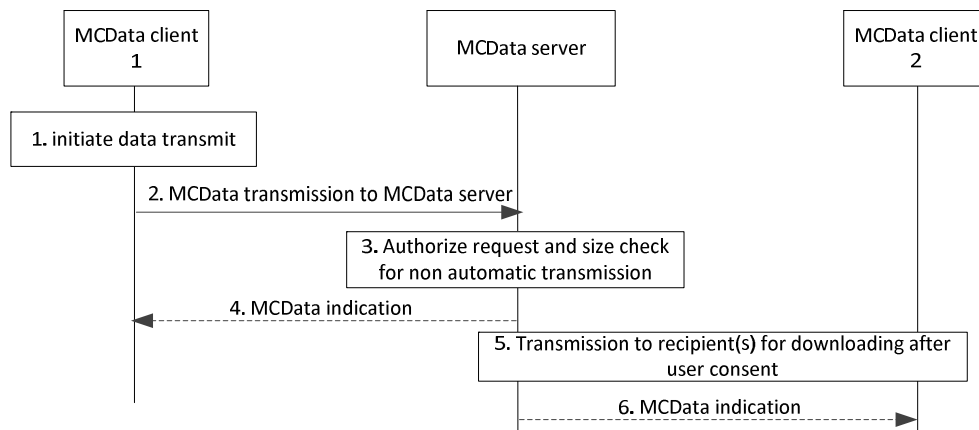 MCData client
1
MCData server
MCData client
2
1. initiate data transmit
2. MCData transmission to MCData server
3. Authorize request and size check
for non automatic transmission
4. MCData indication
5. Transmission to recipient(s) for downloading after
user consent
6. MCData indication